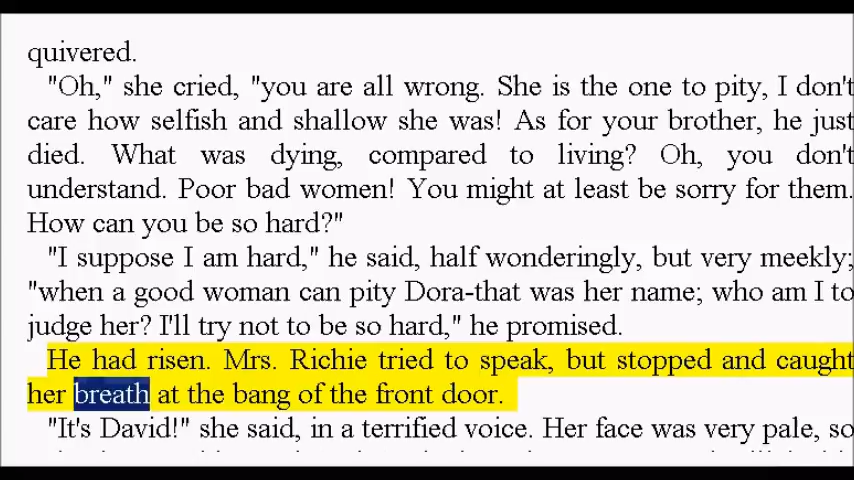 quivered.
"Oh," she cried, "you are all wrong. She is the one to pity, I don't
care how selfish and shallow she was! As for your brother, he just
died. What was dying, compared to living? Oh, you don't
understand. Poor bad women! You might at least be sorry for them.
How can you be so hard?"
"I suppose I am hard," he said, half wonderingly, but very meekly;
"when a good woman can pity Dora-that was her name; who am I to
judge her? I'll try not to be so hard," he promised.
He had risen. Mrs. Richie tried to speak, but stopped and caught
her breath at the bang of the front door.
"It's David!" she said, in a terrified voice. Her face was very pale, so